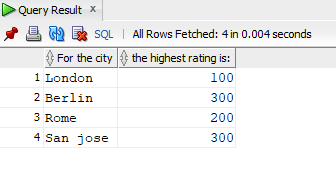 Query Result x
SQL | All Rows Fetched: 4 in 0.004 seconds
For the city the highest rating is:
1 London 100
2 Berlin 300
3 Rome 200
4 San jose 300